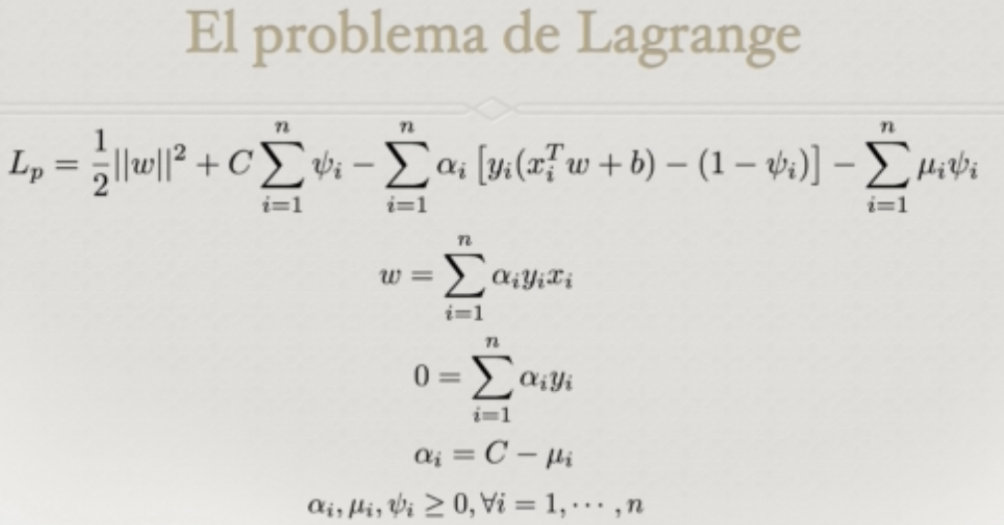 El problema de Lagrange
$L_p = \frac{1}{2}||w||^2 + C\sum_{i=1}^{n} \psi_i - \sum_{i=1}^{n} \alpha_i \left[y_i(x_i^T w + b) - (1 - \psi_i)\right] - \sum_{i=1}^{n} \mu_i \psi_i$
$w = \sum_{i=1}^{n} \alpha_i y_i x_i$
$0 = \sum_{i=1}^{n} \alpha_i y_i$
$\alpha_i = C - \mu_i$
$\alpha_i, \mu_i, \psi_i \geq 0, \forall i = 1, \cdots, n$